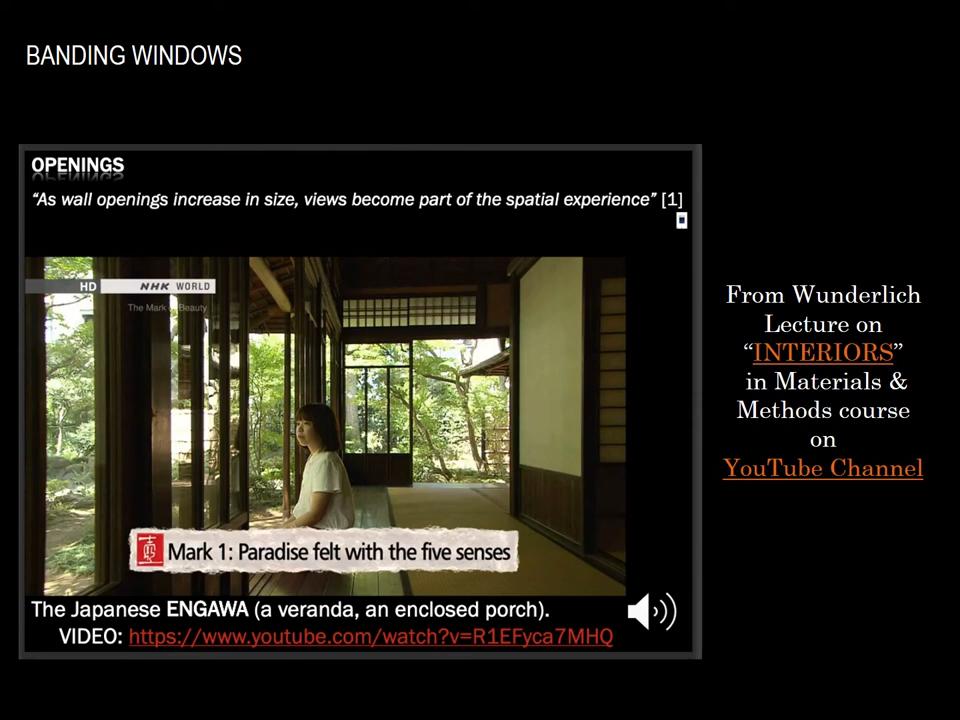 BANDING WINDOWS
OPENINGS
“As wall openings increase in size, views become part of the spatial experience” [1]
HD NHK WORLD
The Mark of Beauty
Mark 1: Paradise felt with the five senses
The Japanese ENGAWA (a veranda, an enclosed porch).
VIDEO: https://www.youtube.com/watch?v=R1EFyca7MHQ
From Wunderlich
Lecture on
“INTERIORS”
in Materials &
Methods course
on
YouTube Channel